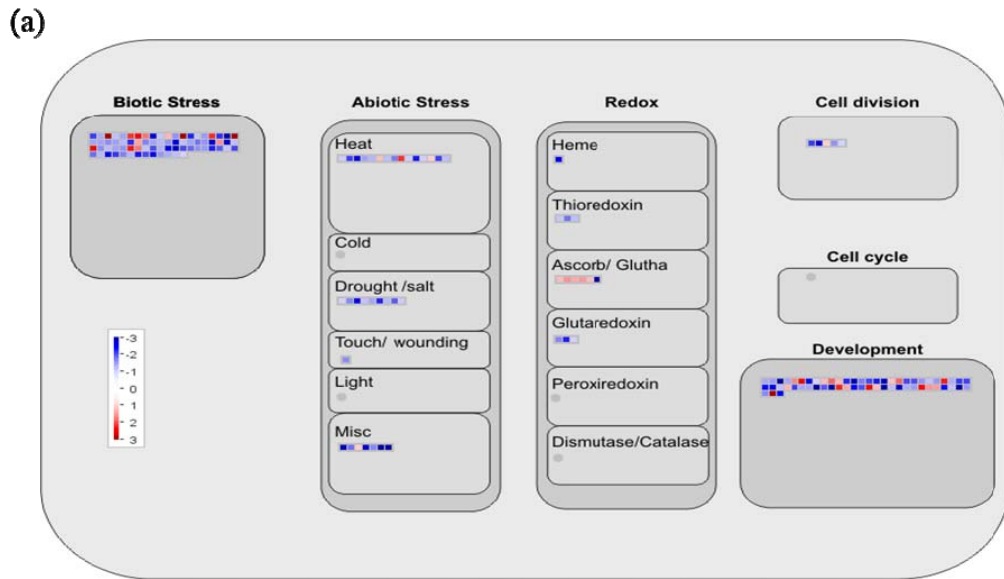 (a)
Biotic Stress
Abiotic Stress
Redox
Cell division
Heat
Heme
Thioredoxin
Cold
Ascorb/ Glutha
Cell cycle
Drought /salt
Glutaredoxin
Touch/ wounding
Development
Light
Peroxiredoxin
Misc
Dismutase/Catalase
-3
-2
-1
0
1
2
3